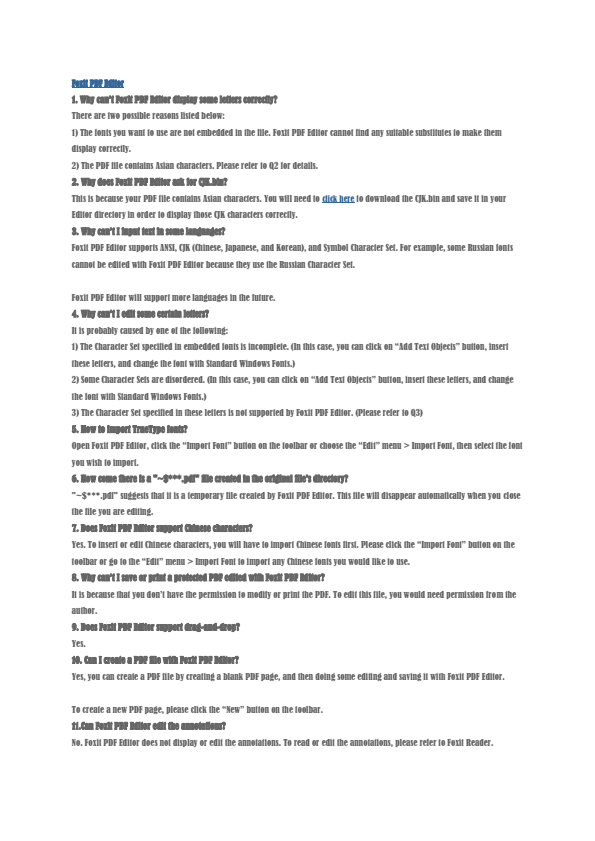 Foxit PDF Editor
1. Why can't Foxit PDF Editor display some letters correctly?
There are two possible reasons listed below:
1) The fonts you want to use are not embedded in the file. Foxit PDF Editor cannot find any suitable substitutes to make them
display correctly.
2) The PDF file contains Asian characters. Please refer to Q2 for details.
2. Why does Foxit PDF Editor ask for CJK.bin?
This is because your PDF file contains Asian characters. You will need to click here to download the CJK.bin and save it in your
Editor directory in order to display those CJK characters correctly.
3. Why can't I input text in some languages?
Foxit PDF Editor supports ANSI, CJK (Chinese, Japanese, and Korean), and Symbol Character Set. For example, some Russian fonts
cannot be edited with Foxit PDF Editor because they use the Russian Character Set.
Foxit PDF Editor will support more languages in the future.
4. Why can't I edit some certain letters?
It is probably caused by one of the following:
1) The Character Set specified in embedded fonts is incomplete. (In this case, you can click on “Add Text Objects” button, insert
these letters, and change the font with Standard Windows Fonts.)
2) Some Character Sets are disordered. (In this case, you can click on “Add Text Objects” button, insert these letters, and change
the font with Standard Windows Fonts.)
3) The Character Set specified in these letters is not supported by Foxit PDF Editor. (Please refer to Q3)
5. How to import TrueType fonts?
Open Foxit PDF Editor, click the “Import Font” button on the toolbar or choose the “Edit” menu > Import Font, then select the font
you wish to import.
6. How come there is a "~$***.pdf" file created in the original file's directory?
"~$***.pdf" suggests that it is a temporary file created by Foxit PDF Editor. This file will disappear automatically when you close
the file you are editing.
7. Does Foxit PDF Editor support Chinese characters?
Yes. To insert or edit Chinese characters, you will have to import Chinese fonts first. Please click the “Import Font” button on the
toolbar or go to the “Edit” menu > Import Font to import any Chinese fonts you would like to use.
8. Why can't I save or print a protected PDF edited with Foxit PDF Editor?
It is because that you don't have the permission to modify or print the PDF. To edit this file, you would need permission from the
author.
9. Does Foxit PDF Editor support drag-and-drop?
Yes.
10. Can I create a PDF file with Foxit PDF Editor?
Yes, you can create a PDF file by creating a blank PDF page, and then doing some editing and saving it with Foxit PDF Editor.
To create a new PDF page, please click the “New” button on the toolbar.
11.Can Foxit PDF Editor edit the annotations?
No. Foxit PDF Editor does not display or edit the annotations. To read or edit the annotations, please refer to Foxit Reader.